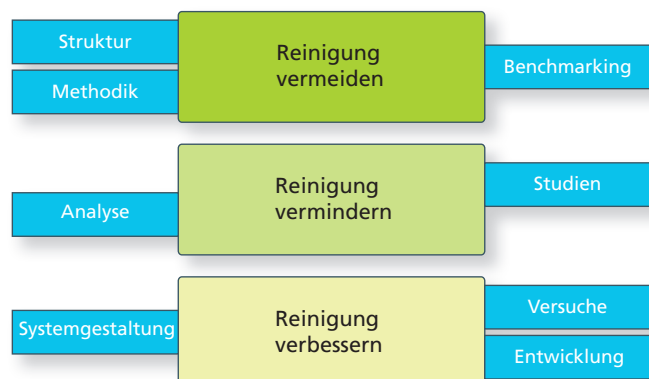 Struktur
Methodik
Reinigung
vermeiden
Benchmarking
Analyse
Reinigung
vermindern
Studien
Systemgestaltung
Reinigung
verbessern
Versuche
Entwicklung